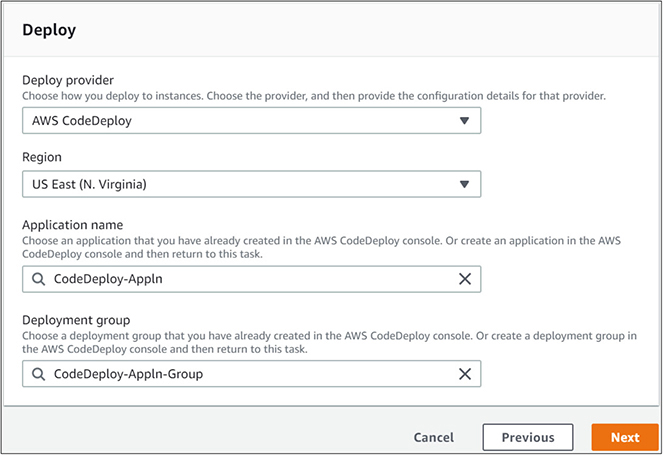 Deploy
Deploy provider
Choose how you deploy to instances. Choose the provider, and then provide the configuration details for that provider.
AWS CodeDeploy
Region
US East (N. Virginia)
Application name
Choose an application that you have already created in the AWS CodeDeploy console. Or create an application in the AWS
CodeDeploy console and then return to this task.
CodeDeploy-Appln
Deployment group
Choose a deployment group that you have already created in the AWS CodeDeploy console. Or create a deployment group in
the AWS CodeDeploy console and then return to this task.
CodeDeploy-Appln-Group
Cancel Previous Next